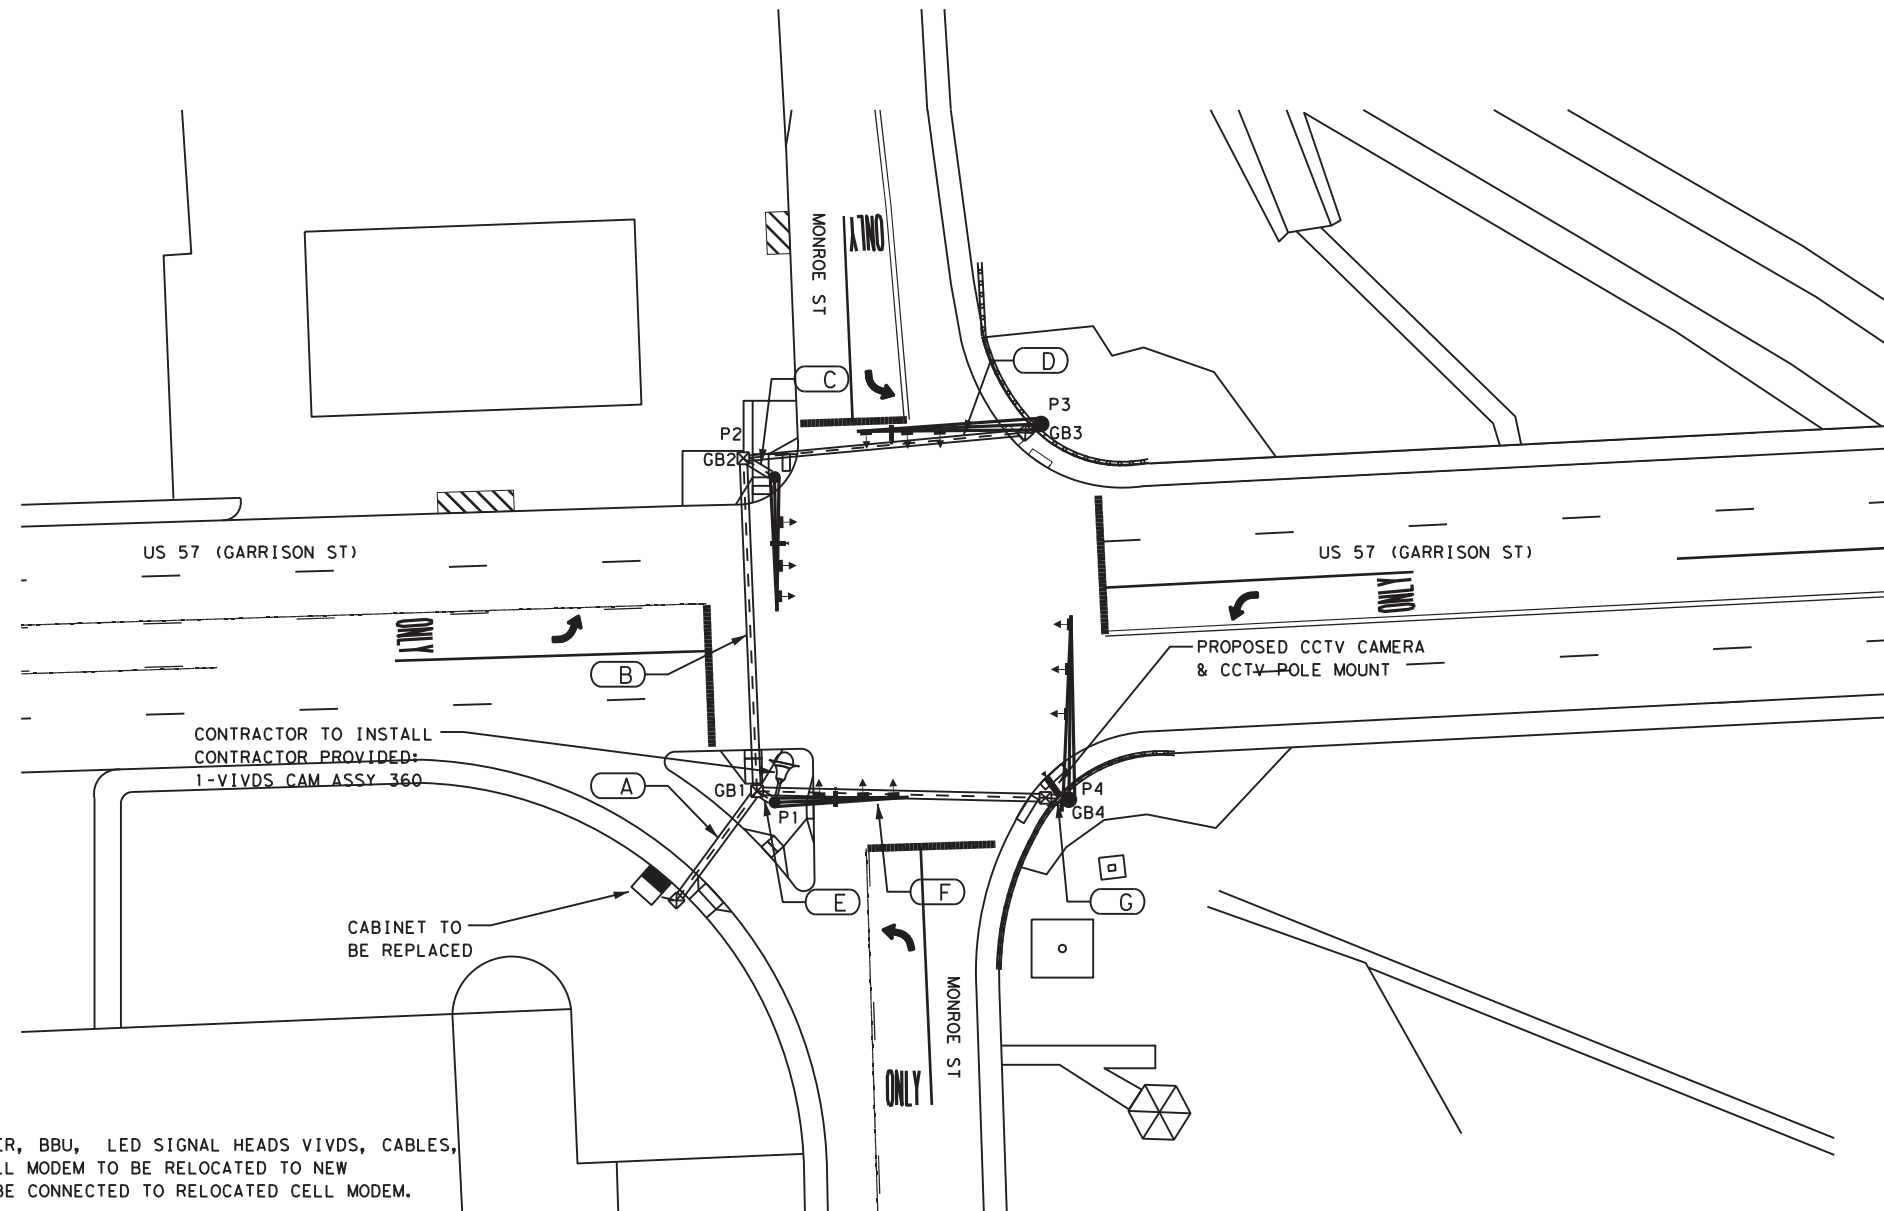 MONROE ST
ONLY
D
C
P3
GB3
P2
GB2
US 57 (GARRISON ST)
US 57 (GARRISON ST)
ONLY
ONLY
PROPOSED CCTV CAMERA
& CCTV POLE MOUNT
B
CONTRACTOR TO INSTALL
CONTRACTOR PROVIDED:
1-VIVDS CAM ASSY 360
A
GB1
P1
P4
GB4
E
F
G
CABINET TO
BE REPLACED
MONROE ST
ONLY
ER, BBU, LED SIGNAL HEADS VIVDS, CABLES,
LL MODEM TO BE RELOCATED TO NEW
BE CONNECTED TO RELOCATED CELL MODEM.